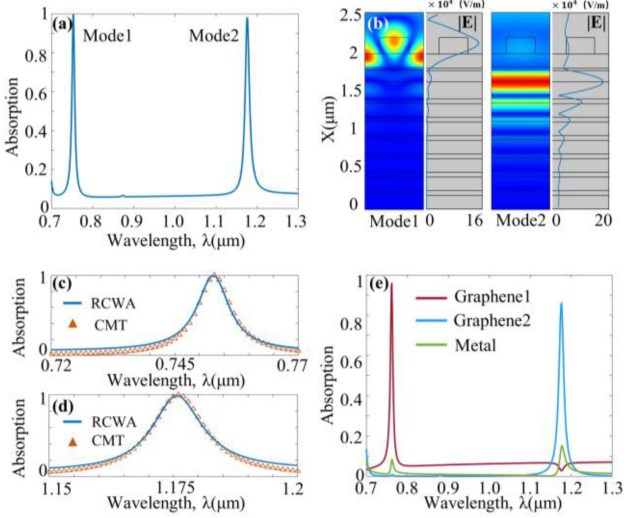 (a)
Mode1
Mode2
Absorption
1
0.8
0.6
0.4
0.2
0
0.7 0.8 0.9 1.0 1.1 1.2 1.3
Wavelength, λ(μm)
(b)
× 10⁴ (V/m)
|E|
× 10⁴ (V/m)
|E|
X(μm)
2.5
2
1.5
1
0.5
0
Mode1 0 16 Mode2 0 20
(c)
RCWA
CMT
Absorption
1
0
0.72 0.745 0.77
Wavelength, λ(μm)
(d)
RCWA
CMT
Absorption
1
0
1.15 1.175 1.2
Wavelength, λ(μm)
(e)
Graphene1
Graphene2
Metal
Absorption
1
0.8
0.6
0.4
0.2
0
0.7 0.8 0.9 1.0 1.1 1.2 1.3
Wavelength, λ(μm)